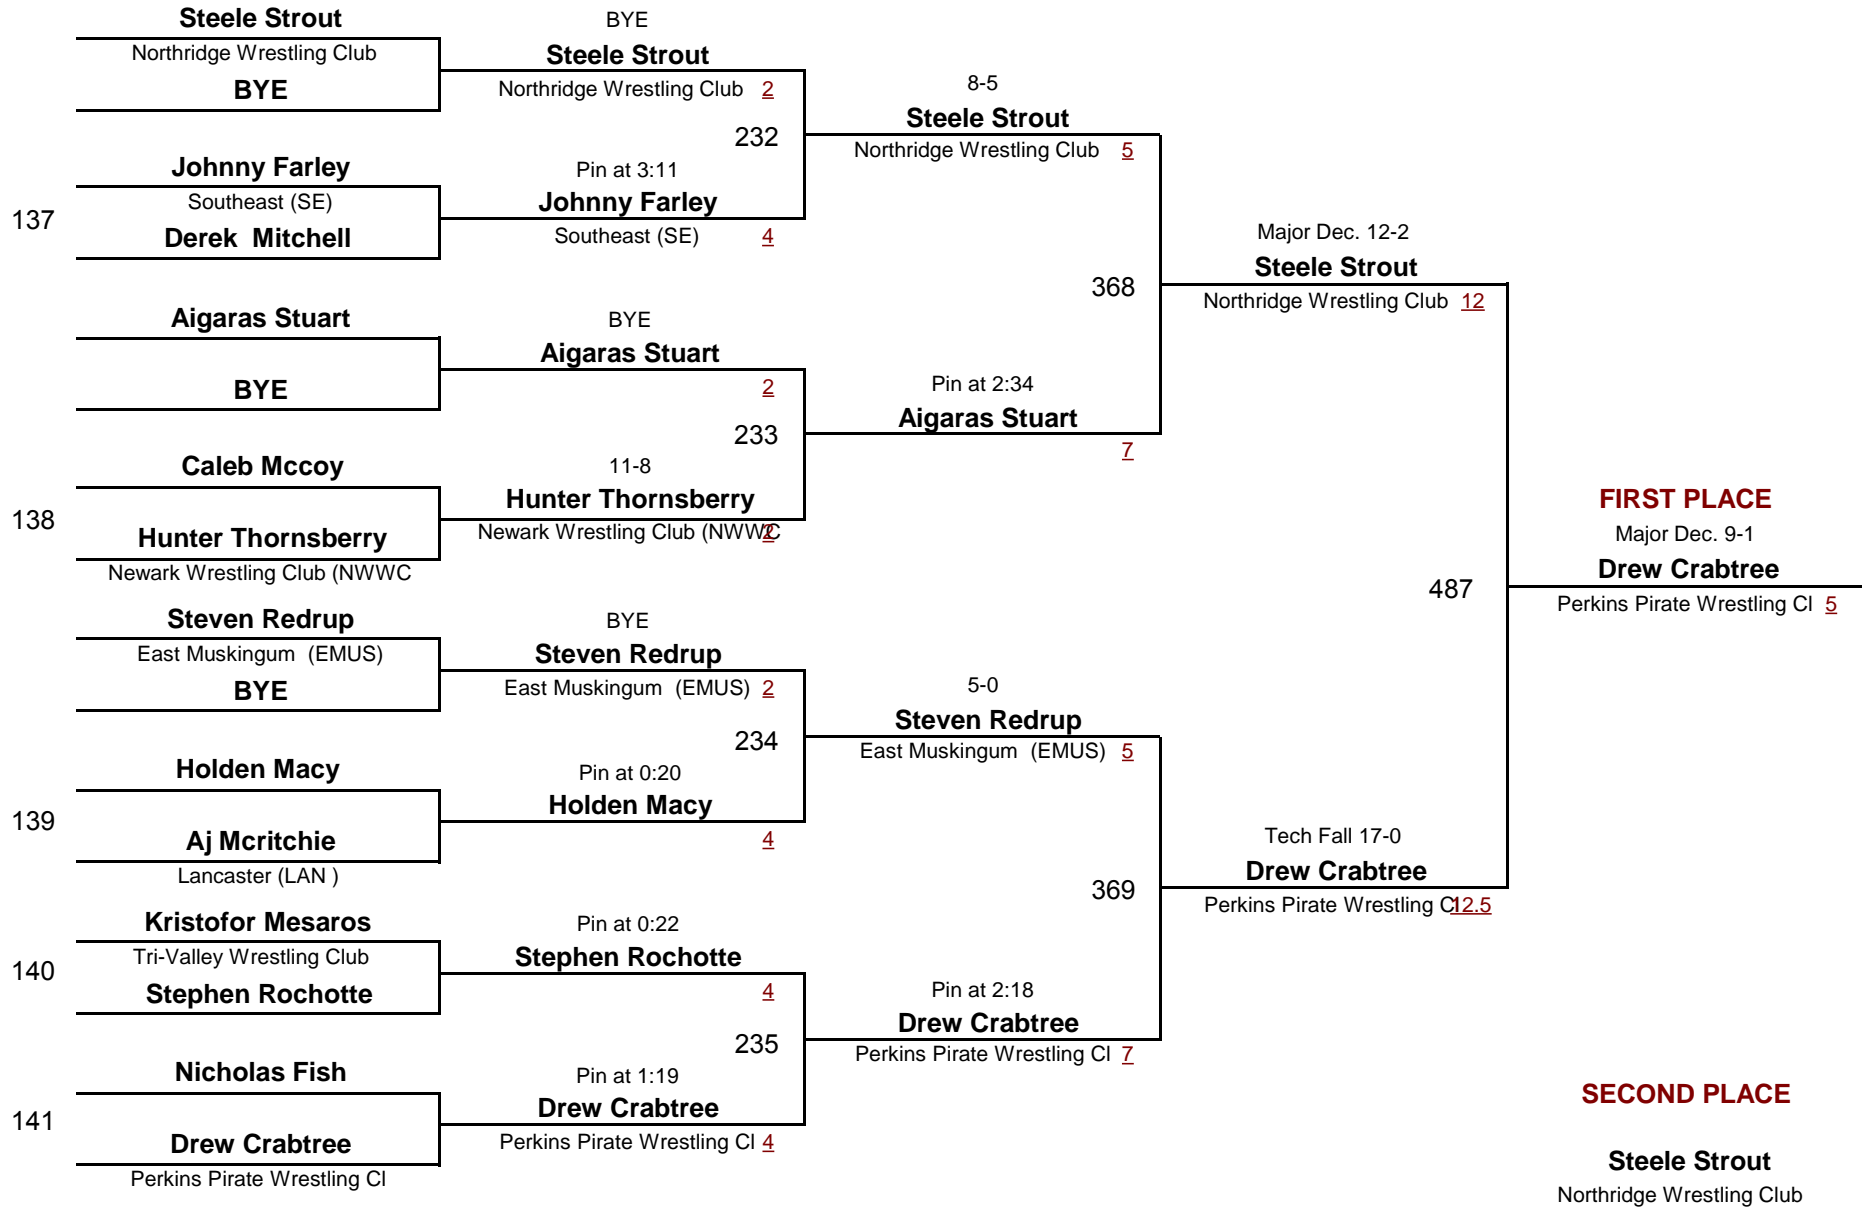 Steele Strout
Northridge Wrestling Club
BYE
137
Johnny Farley
Southeast (SE)
Derek  Mitchell
Aigaras Stuart
BYE
138
Caleb Mccoy
Hunter Thornsberry
Newark Wrestling Club (NWWC
Steven Redrup
East Muskingum  (EMUS)
BYE
139
Holden Macy
Aj Mcritchie
Lancaster (LAN )
140
Kristofor Mesaros
Tri-Valley Wrestling Club
Stephen Rochotte
141
Nicholas Fish
Drew Crabtree
Perkins Pirate Wrestling Cl
BYE
Steele Strout
Northridge Wrestling Club 2
232
Pin at 3:11
Johnny Farley
Southeast (SE) 4
BYE
Aigaras Stuart
2
233
11-8
Hunter Thornsberry
Newark Wrestling Club (NWWC 2
BYE
Steven Redrup
East Muskingum  (EMUS) 2
234
Pin at 0:20
Holden Macy
4
Pin at 0:22
Stephen Rochotte
4
235
Pin at 1:19
Drew Crabtree
Perkins Pirate Wrestling Cl 4
8-5
Steele Strout
Northridge Wrestling Club 5
368
Pin at 2:34
Aigaras Stuart
7
5-0
Steven Redrup
East Muskingum  (EMUS) 5
369
Pin at 2:18
Drew Crabtree
Perkins Pirate Wrestling Cl 7
Major Dec. 12-2
Steele Strout
Northridge Wrestling Club 12
487
Tech Fall 17-0
Drew Crabtree
Perkins Pirate Wrestling Cl 12.5
FIRST PLACE
Major Dec. 9-1
Drew Crabtree
Perkins Pirate Wrestling Cl 5
SECOND PLACE
Steele Strout
Northridge Wrestling Club